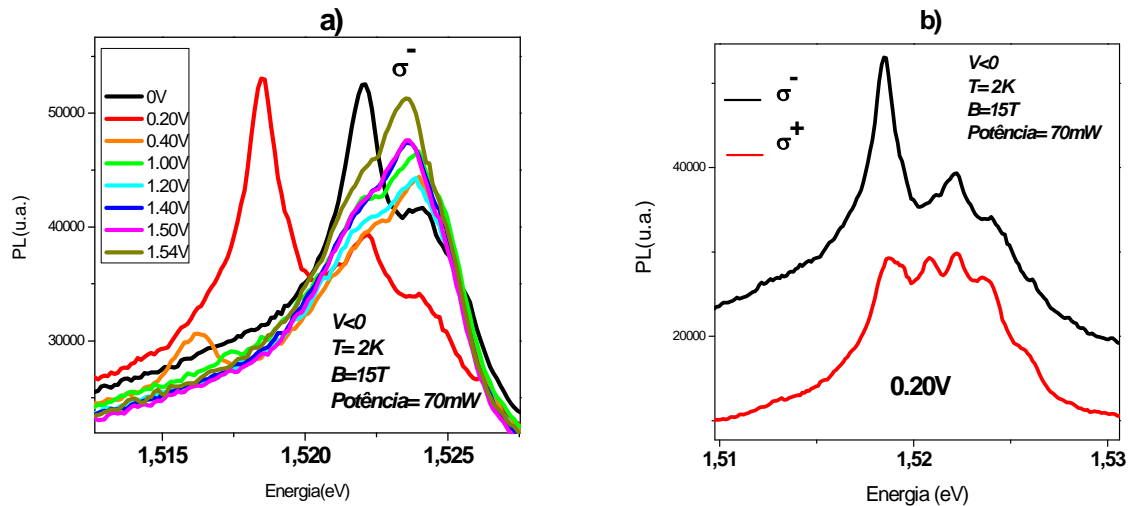 a)
σ-
0V
0.20V
0.40V
1.00V
1.20V
1.40V
1.50V
1.54V
50000
40000
30000
PL(u.a.)
V<0
T= 2K
B=15T
Potência= 70mW
1,515
1,520
1,525
Energia(eV)
b)
σ-
σ+
V<0
T= 2K
B=15T
Potência= 70mW
40000
20000
PL(u.a.)
0.20V
1,51
1,52
1,53
Energia (eV)